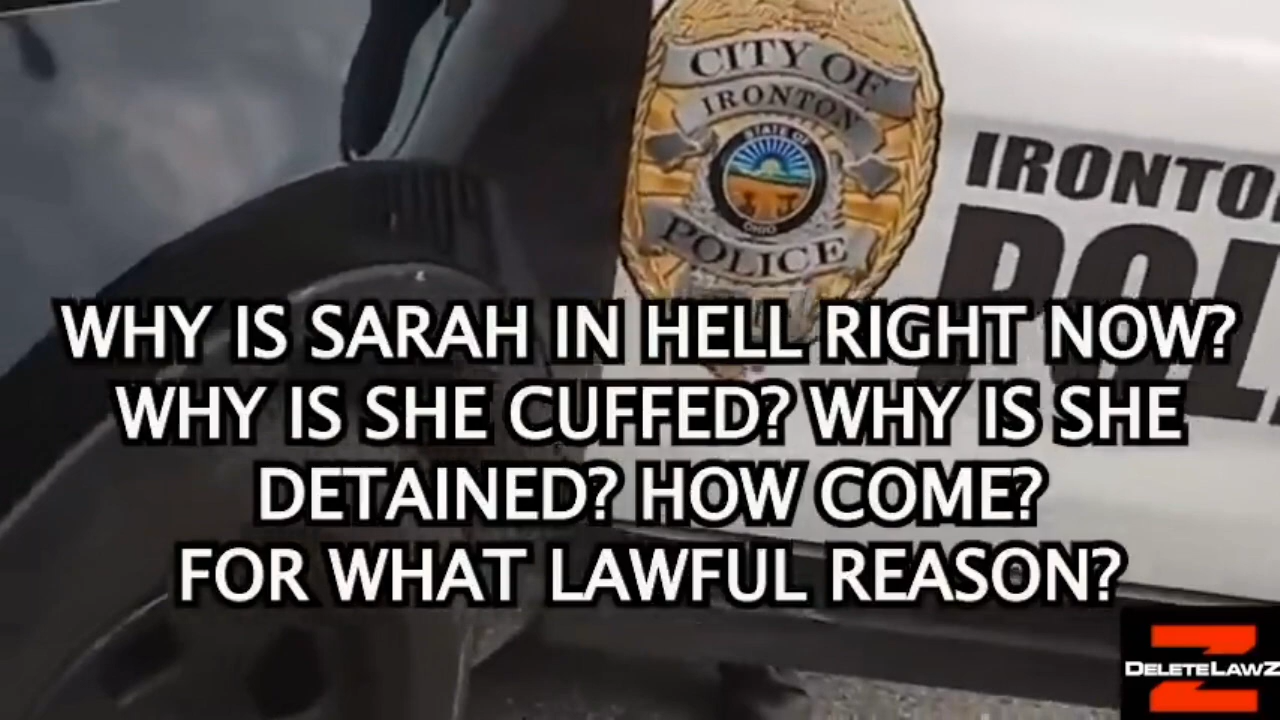 CITY OF
IRONTON
STATE OF
OHIO
POLICE
IRONTO
POLI
WHY IS SARAH IN HELL RIGHT NOW?
WHY IS SHE CUFFED? WHY IS SHE
DETAINED? HOW COME?
FOR WHAT LAWFUL REASON?
Z
DELETELAWZ